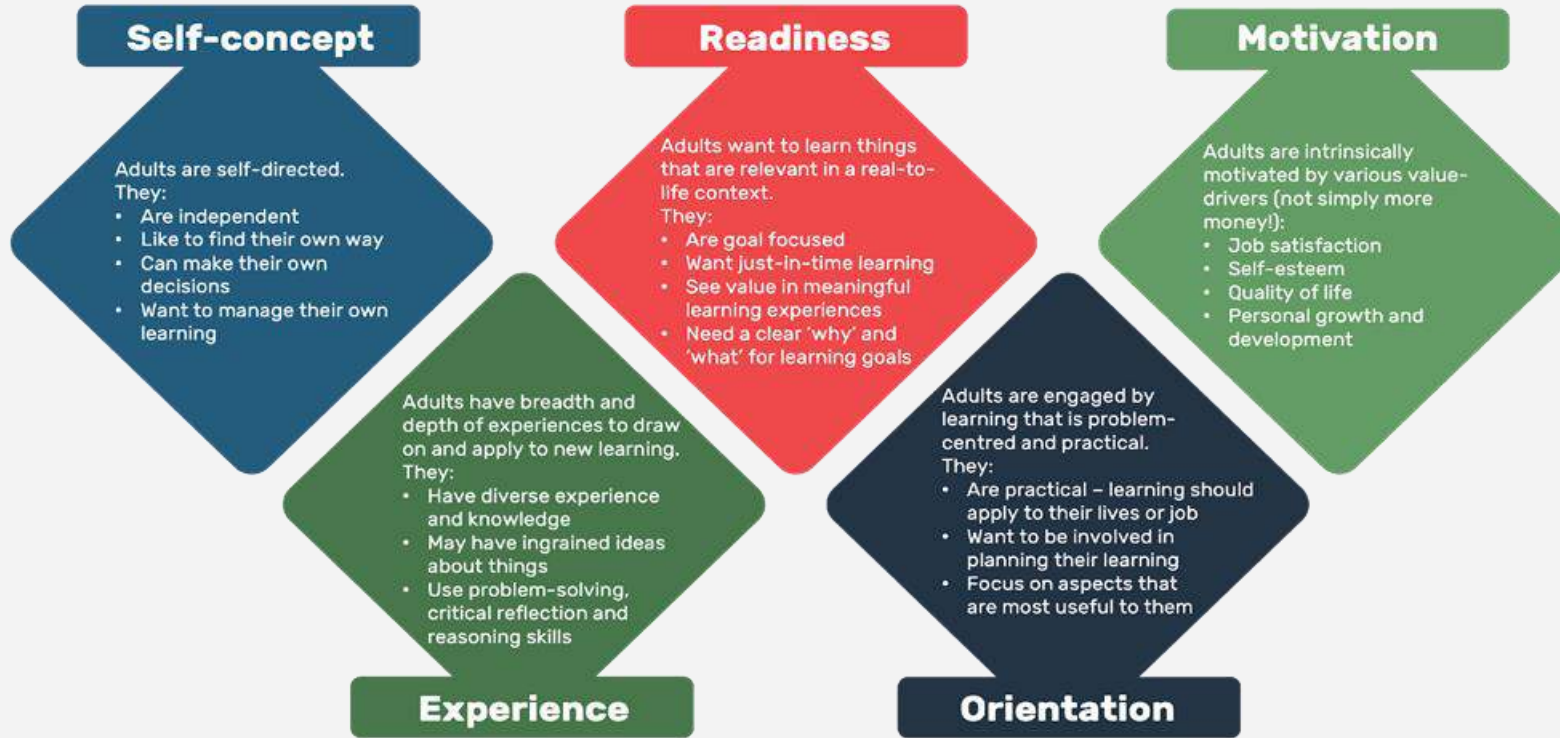 Self-concept
Adults are self-directed.
They:
• Are independent
• Like to find their own way
• Can make their own
decisions
• Want to manage their own
learning
Adults have breadth and
depth of experiences to draw
on and apply to new learning.
They:
• Have diverse experience
and knowledge
• May have ingrained ideas
about things
• Use problem-solving,
critical reflection and
reasoning skills
Experience
Readiness
Adults want to learn things
that are relevant in a real-to-
life context.
They:
• Are goal focused
• Want just-in-time learning
• See value in meaningful
learning experiences
• Need a clear ‘why’ and
‘what’ for learning goals
Adults are engaged by
learning that is problem-
centred and practical.
They:
• Are practical – learning should
apply to their lives or job
• Want to be involved in
planning their learning
• Focus on aspects that
are most useful to them
Orientation
Motivation
Adults are intrinsically
motivated by various value-
drivers (not simply more
money!):
• Job satisfaction
• Self-esteem
• Quality of life
• Personal growth and
development